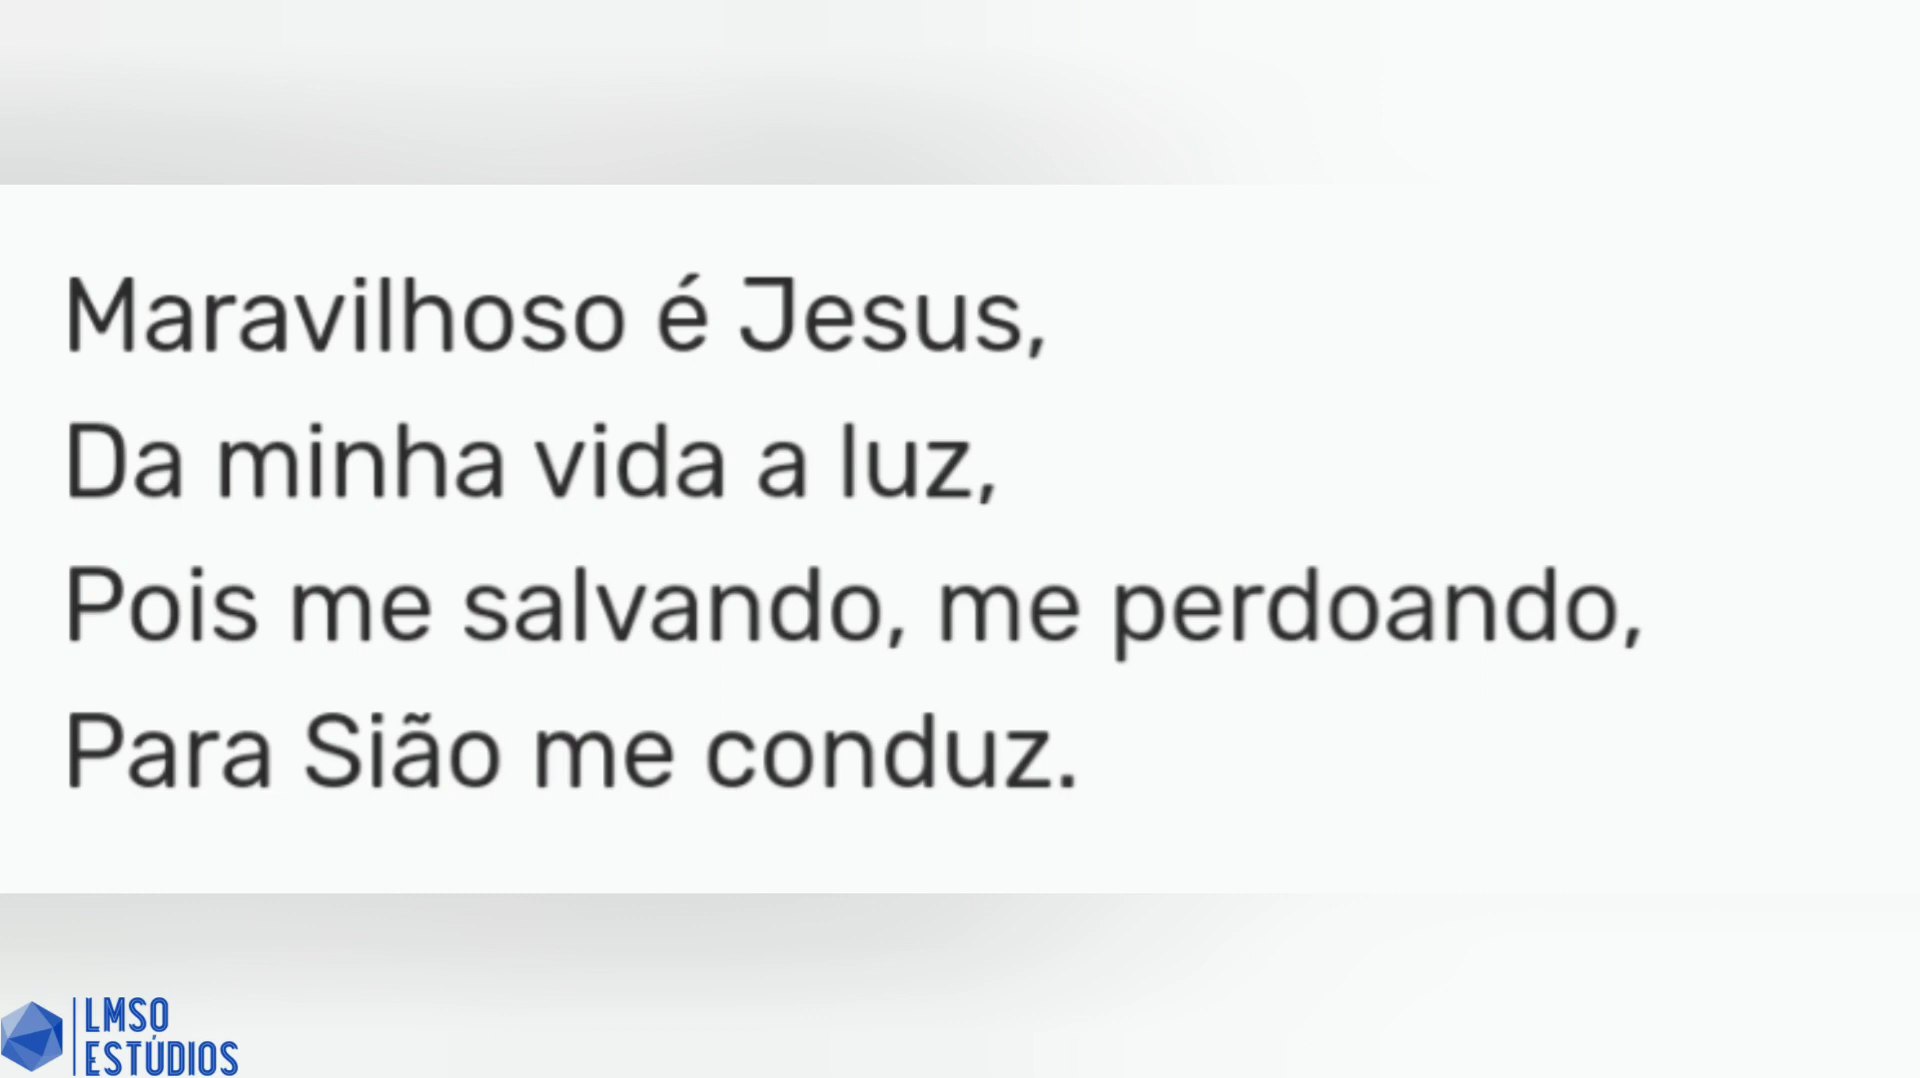 Maravilhoso é Jesus,
Da minha vida a luz,
Pois me salvando, me perdoando,
Para Sião me conduz.
LMSO
ESTÚDIOS